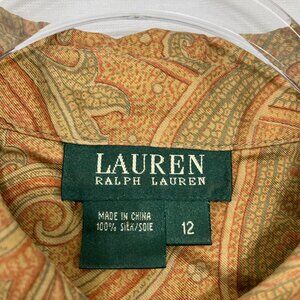 LAUREN
RALPH LAUREN
MADE IN CHINA
100% SILK/SOIE
12